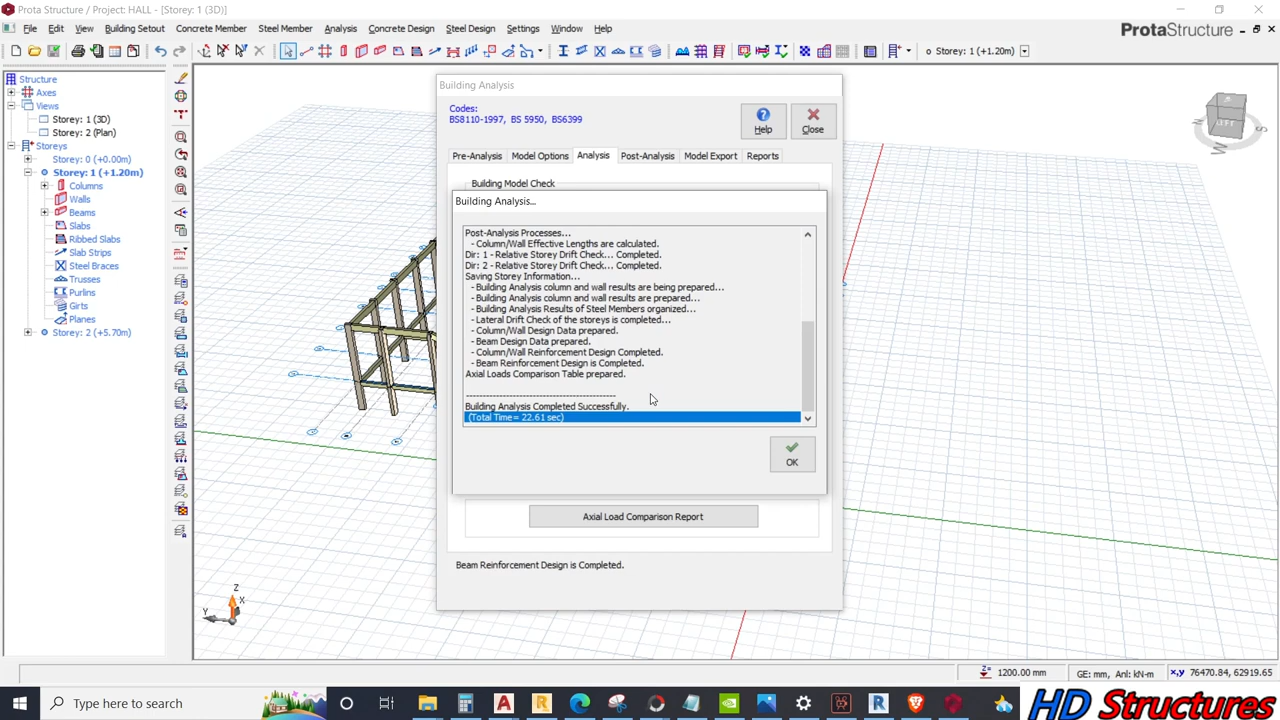 Prota Structure / Project: HALL - [Storey: 1 (3D)]
File Edit View Building Setout Concrete Member Steel Member Analysis Concrete Design Steel Design Settings Window Help
ProtaStructure
Storey: 1 (+1.20m)
Structure
Axes
Views
Storey: 1 (3D)
Storey: 2 (Plan)
Storeys
Storey: 0 (+0.00m)
Storey: 1 (+1.20m)
Columns
Walls
Beams
Slabs
Ribbed Slabs
Slab Strips
Steel Braces
Trusses
Purlins
Girts
Planes
Storey: 2 (+5.70m)
Building Analysis
Codes:
BS8110-1997, BS 5950, BS6399
Help
Close
Pre-Analysis Model Options Analysis Post-Analysis Model Export Reports
Building Model Check
Building Analysis...
Post-Analysis Processes...
- Column/Wall Effective Lengths are calculated.
Dir: 1 - Relative Storey Drift Check... Completed.
Dir: 2 - Relative Storey Drift Check... Completed.
Saving Storey Information...
- Building Analysis column and wall results are being prepared...
- Building Analysis column and wall results are prepared...
- Building Analysis Results of Steel Members organized...
- Lateral Drift Check of the storeys is completed...
- Column/Wall Design Data prepared.
- Beam Design Data prepared.
- Column/Wall Reinforcement Design Completed.
- Beam Reinforcement Design is Completed.
Axial Loads Comparison Table prepared.
--------------------------------------------
Building Analysis Completed Successfully.
(Total Time= 22.61 sec)
OK
Axial Load Comparison Report
Beam Reinforcement Design is Completed.
LEFT
N
S
W
Z
X
Y
Z= 1200.00 mm
GE: mm, Anl: kN-m
x,y 76470.84, 62919.65
Type here to search
HD Structures